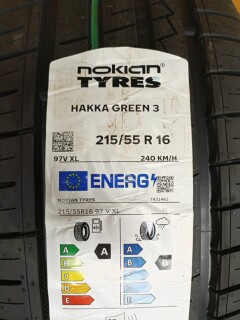 nokian
TYRES
HAKKA GREEN 3
215/55 R 16
97V XL 240 KM/H
ENERG
NOKIAN TYRES T431461
215/55R16 97 V XL
A A A
B B B
C C
D D
E E